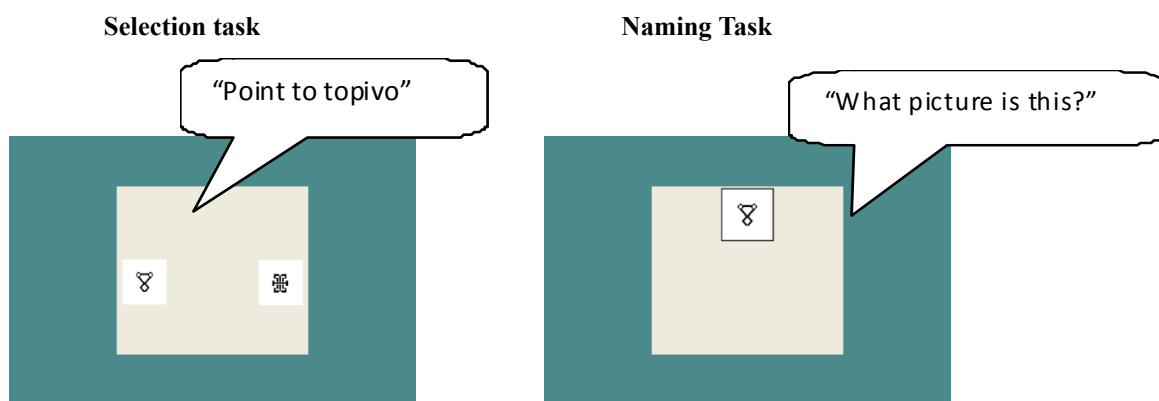 Selection task
Naming Task
“Point to topivo”
“What picture is this?”